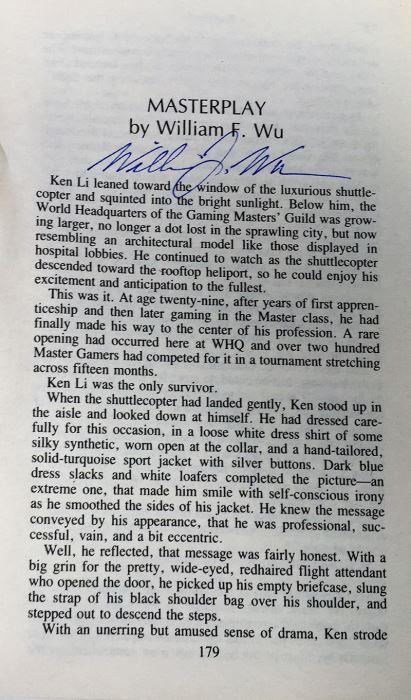 MASTERPLAY
by William F. Wu
William F. Wu
Ken Li leaned toward the window of the luxurious shuttle-
copter and squinted into the bright sunlight. Below him, the
World Headquarters of the Gaming Masters' Guild was grow-
ing larger, no longer a dot lost in the sprawling city, but now
resembling an architectural model like those displayed in
hospital lobbies. He continued to watch as the shuttlecopter
descended toward the rooftop heliport, so he could enjoy his
excitement and anticipation to the fullest.
This was it. At age twenty-nine, after years of first appren-
ticeship and then later gaming in the Master class, he had
finally made his way to the center of his profession. A rare
opening had occurred here at WHQ and over two hundred
Master Gamers had competed for it in a tournament stretching
across fifteen months.
Ken Li was the only survivor.
When the shuttlecopter had landed gently, Ken stood up in
the aisle and looked down at himself. He had dressed care-
fully for this occasion, in a loose white dress shirt of some
silky synthetic, worn open at the collar, and a hand-tailored,
solid-turquoise sport jacket with silver buttons. Dark blue
dress slacks and white loafers completed the picture—an
extreme one, that made him smile with self-conscious irony
as he smoothed the sides of his jacket. He knew the message
conveyed by his appearance, that he was professional, suc-
cessful, vain, and a bit eccentric.
Well, he reflected, that message was fairly honest. With a
big grin for the pretty, wide-eyed, redhaired flight attendant
who opened the door, he picked up his empty briefcase, slung
the strap of his black shoulder bag over his shoulder, and
stepped out to descend the steps.
With an unerring but amused sense of drama, Ken strode
179